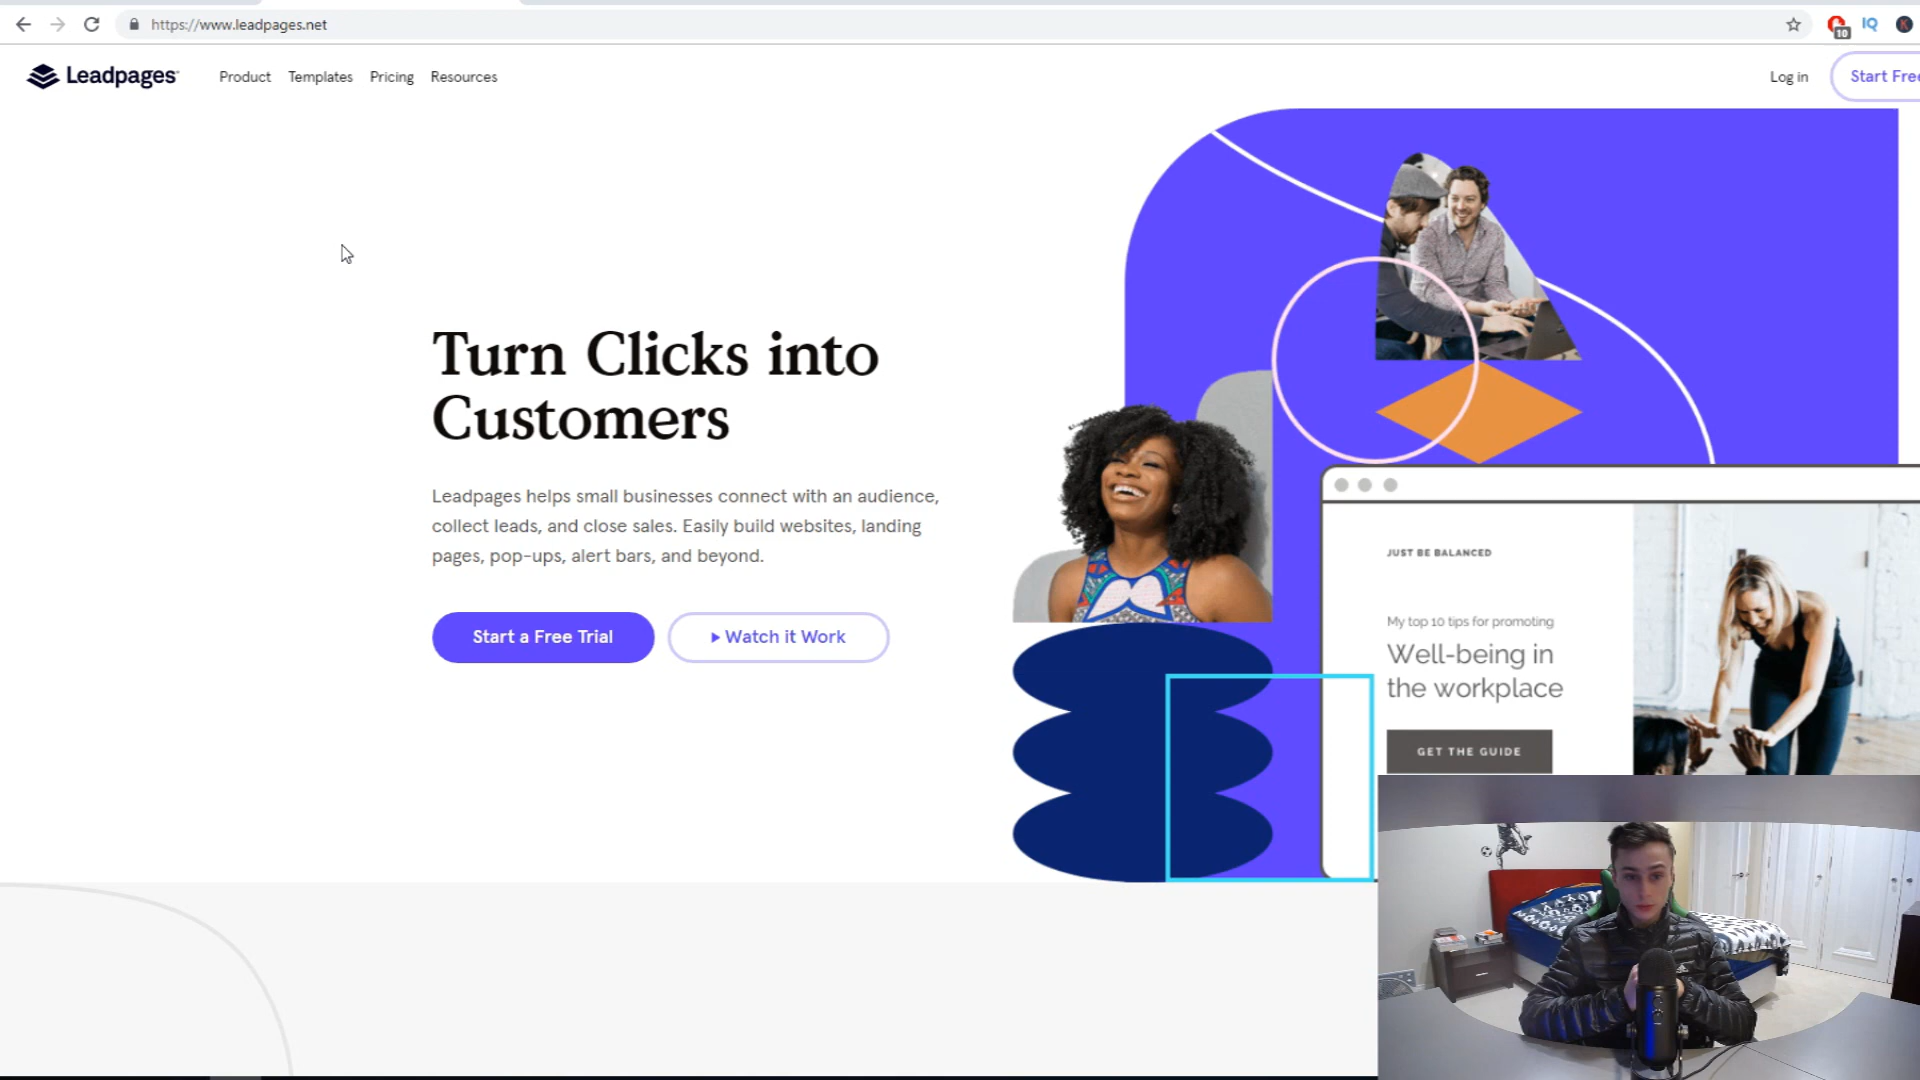 https://www.leadpages.net
10
IQ
K
Leadpages
Product
Templates
Pricing
Resources
Log in
Start Free
Turn Clicks into
Customers
Leadpages helps small businesses connect with an audience,
collect leads, and close sales. Easily build websites, landing
pages, pop-ups, alert bars, and beyond.
Start a Free Trial
Watch it Work
JUST BE BALANCED
My top 10 tips for promoting
Well-being in
the workplace
GET THE GUIDE